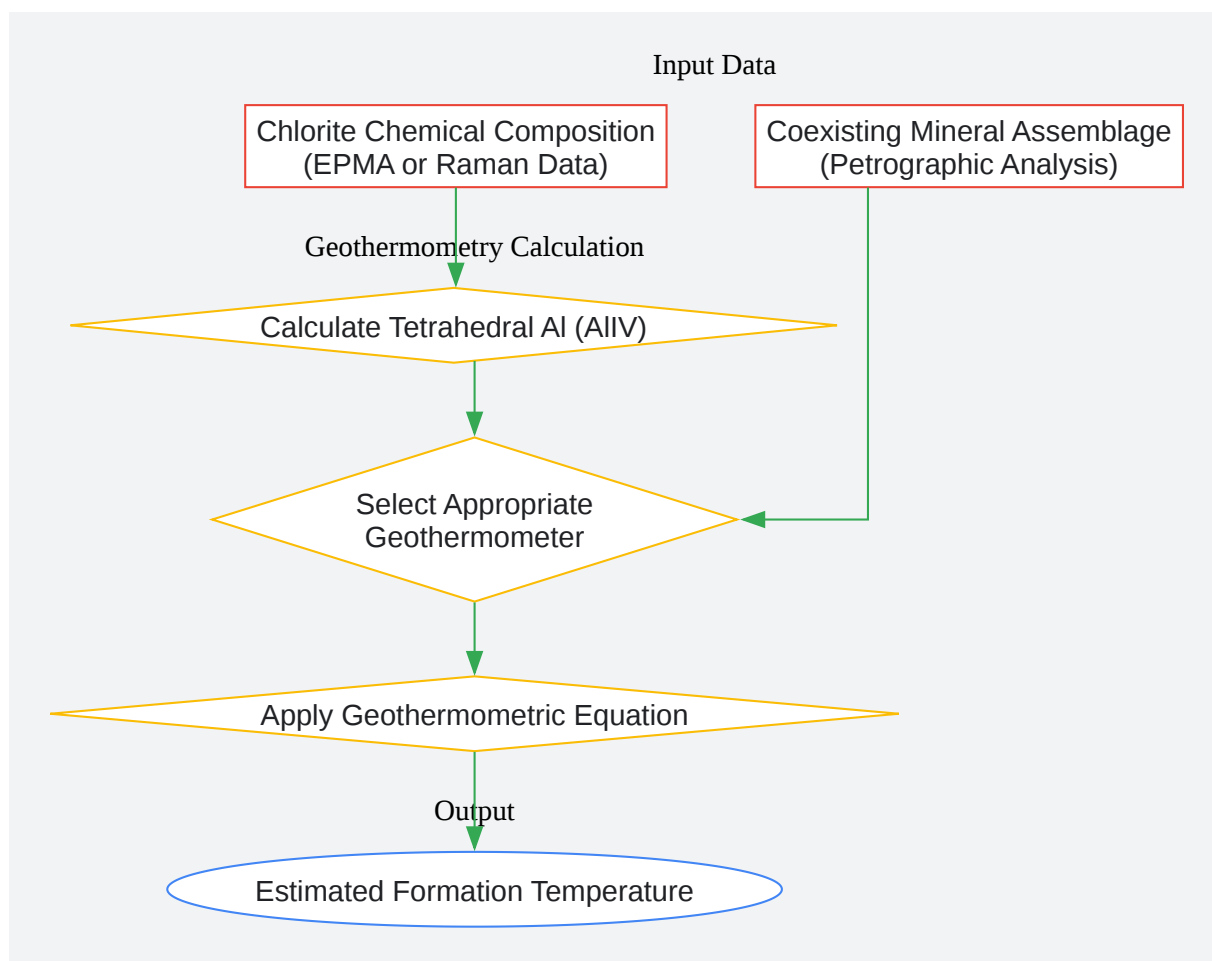 Input Data
Chlorite Chemical Composition
(EPMA or Raman Data)
Coexisting Mineral Assemblage
(Petrographic Analysis)
Geothermometry Calculation
Calculate Tetrahedral Al (AlIV)
Select Appropriate
Geothermometer
Apply Geothermometric Equation
Output
Estimated Formation Temperature